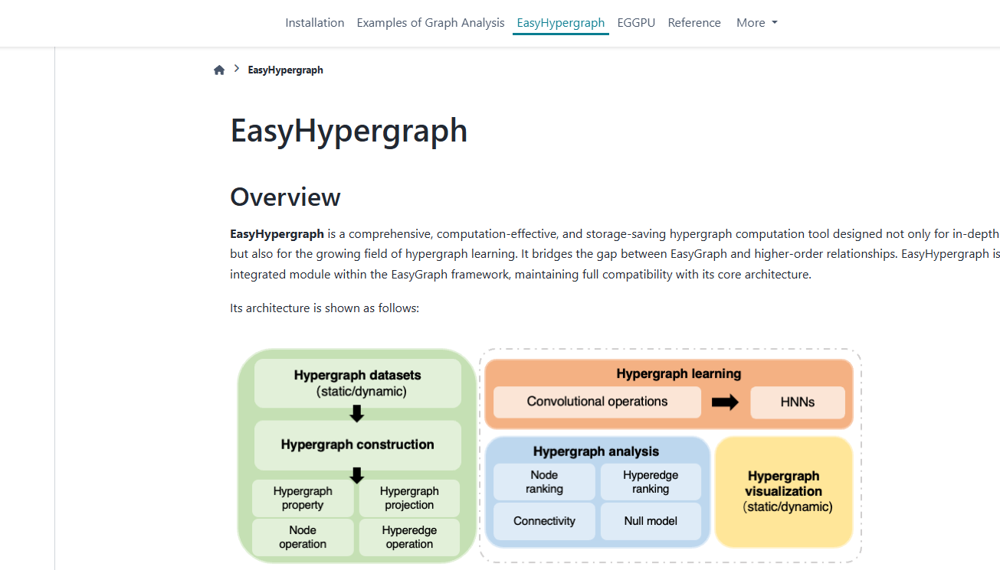 Installation Examples of Graph Analysis EasyHypergraph EGGPU Reference More
EasyHypergraph
EasyHypergraph
Overview
EasyHypergraph is a comprehensive, computation-effective, and storage-saving hypergraph computation tool designed not only for in-depth
but also for the growing field of hypergraph learning. It bridges the gap between EasyGraph and higher-order relationships. EasyHypergraph is
integrated module within the EasyGraph framework, maintaining full compatibility with its core architecture.
Its architecture is shown as follows:
Hypergraph datasets
(static/dynamic)
Hypergraph construction
Hypergraph
property
Hypergraph
projection
Node
operation
Hyperedge
operation
Hypergraph learning
Convolutional operations
HNNs
Hypergraph analysis
Node
ranking
Hyperedge
ranking
Connectivity
Null model
Hypergraph
visualization
(static/dynamic)